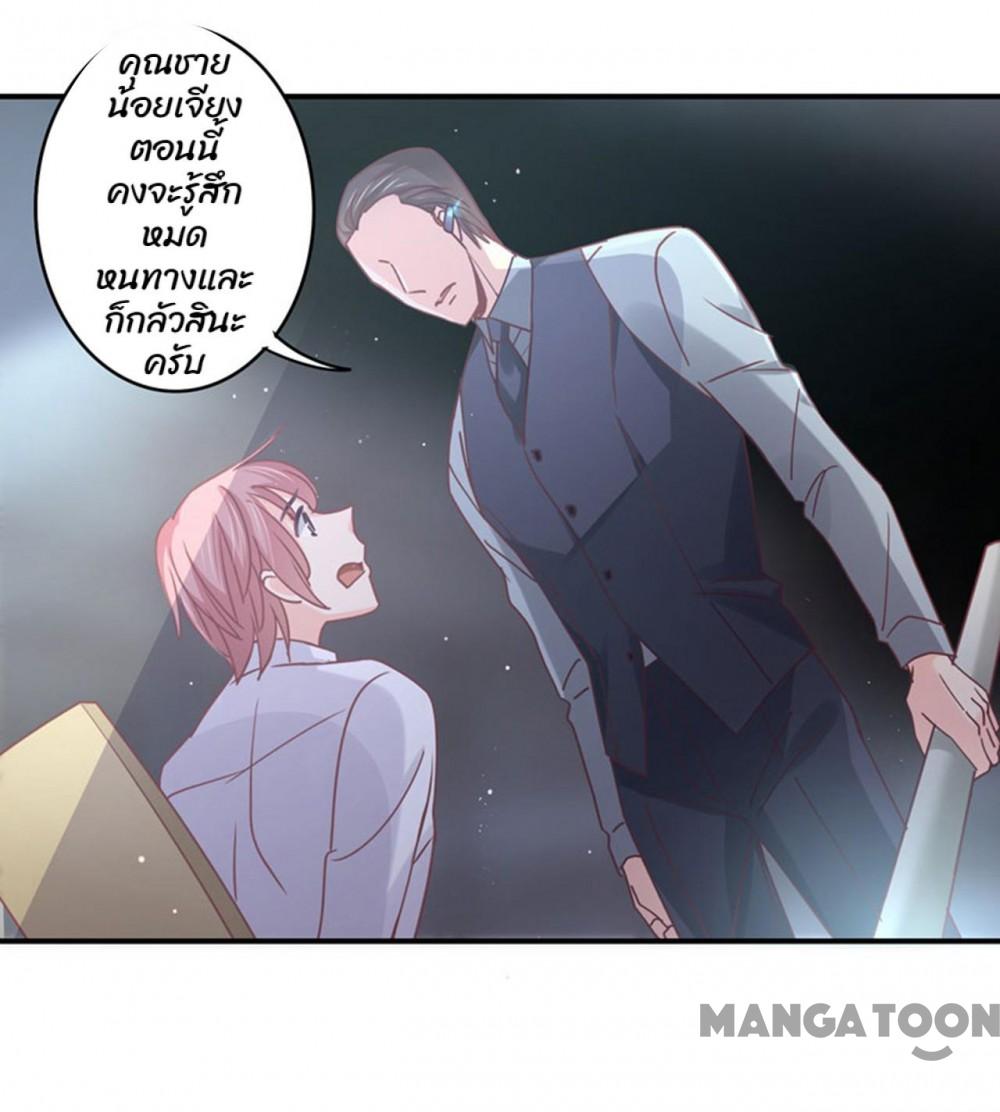 คุณชาย
น้อยเจียง
ตอนนี้
คงจะรู้สึก
หมด
หนทางและ
ก็กลัวสินะ
ครับ
MANGATOON